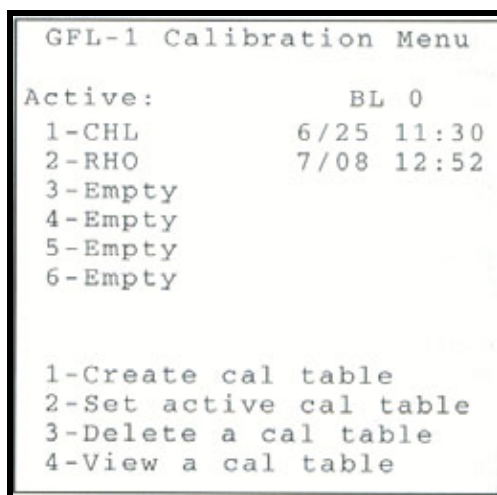 GFL-1 Calibration Menu
Active: BL 0
1-CHL 6/25 11:30
2-RHO 7/08 12:52
3-Empty
4-Empty
5-Empty
6-Empty
1-Create cal table
2-Set active cal table
3-Delete a cal table
4-View a cal table